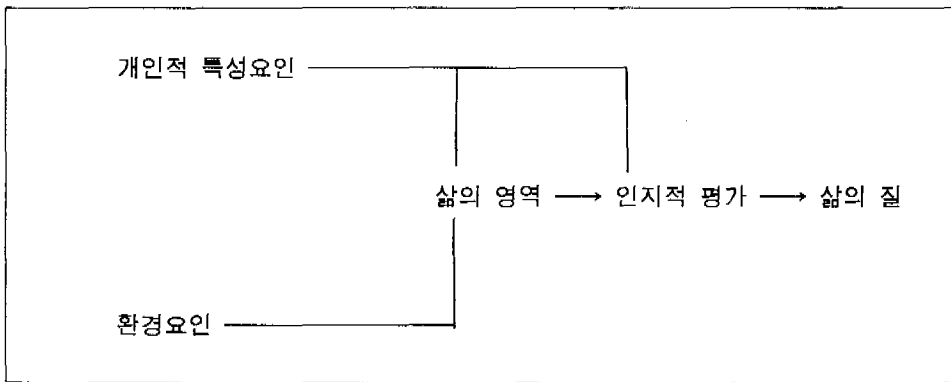 개인적 특성요인
삶의 영역 → 인지적 평가 → 삶의 질
환경요인